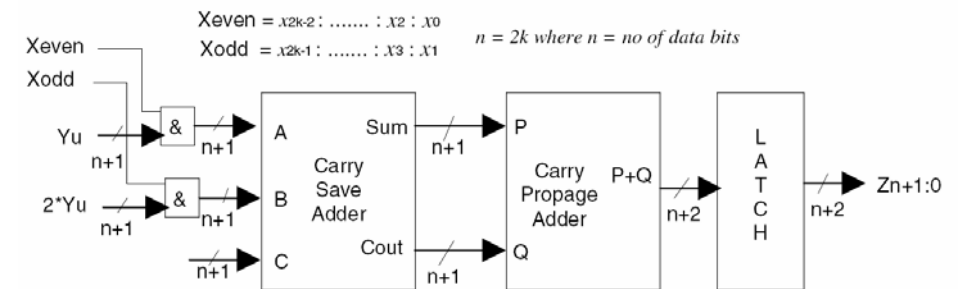 Xeven = x2k-2: ....... : x2 : x0
Xodd = x2k-1: ....... : x3 : x1
n = 2k where n = no of data bits
Xeven
Xodd
Yu
n+1
&
n+1
2*Yu
n+1
&
n+1
n+1
A
B
C
Carry
Save
Adder
Sum
Cout
n+1
n+1
P
Q
Carry
Propage
Adder
P+Q
n+2
L
A
T
C
H
n+2
Zn+1:0